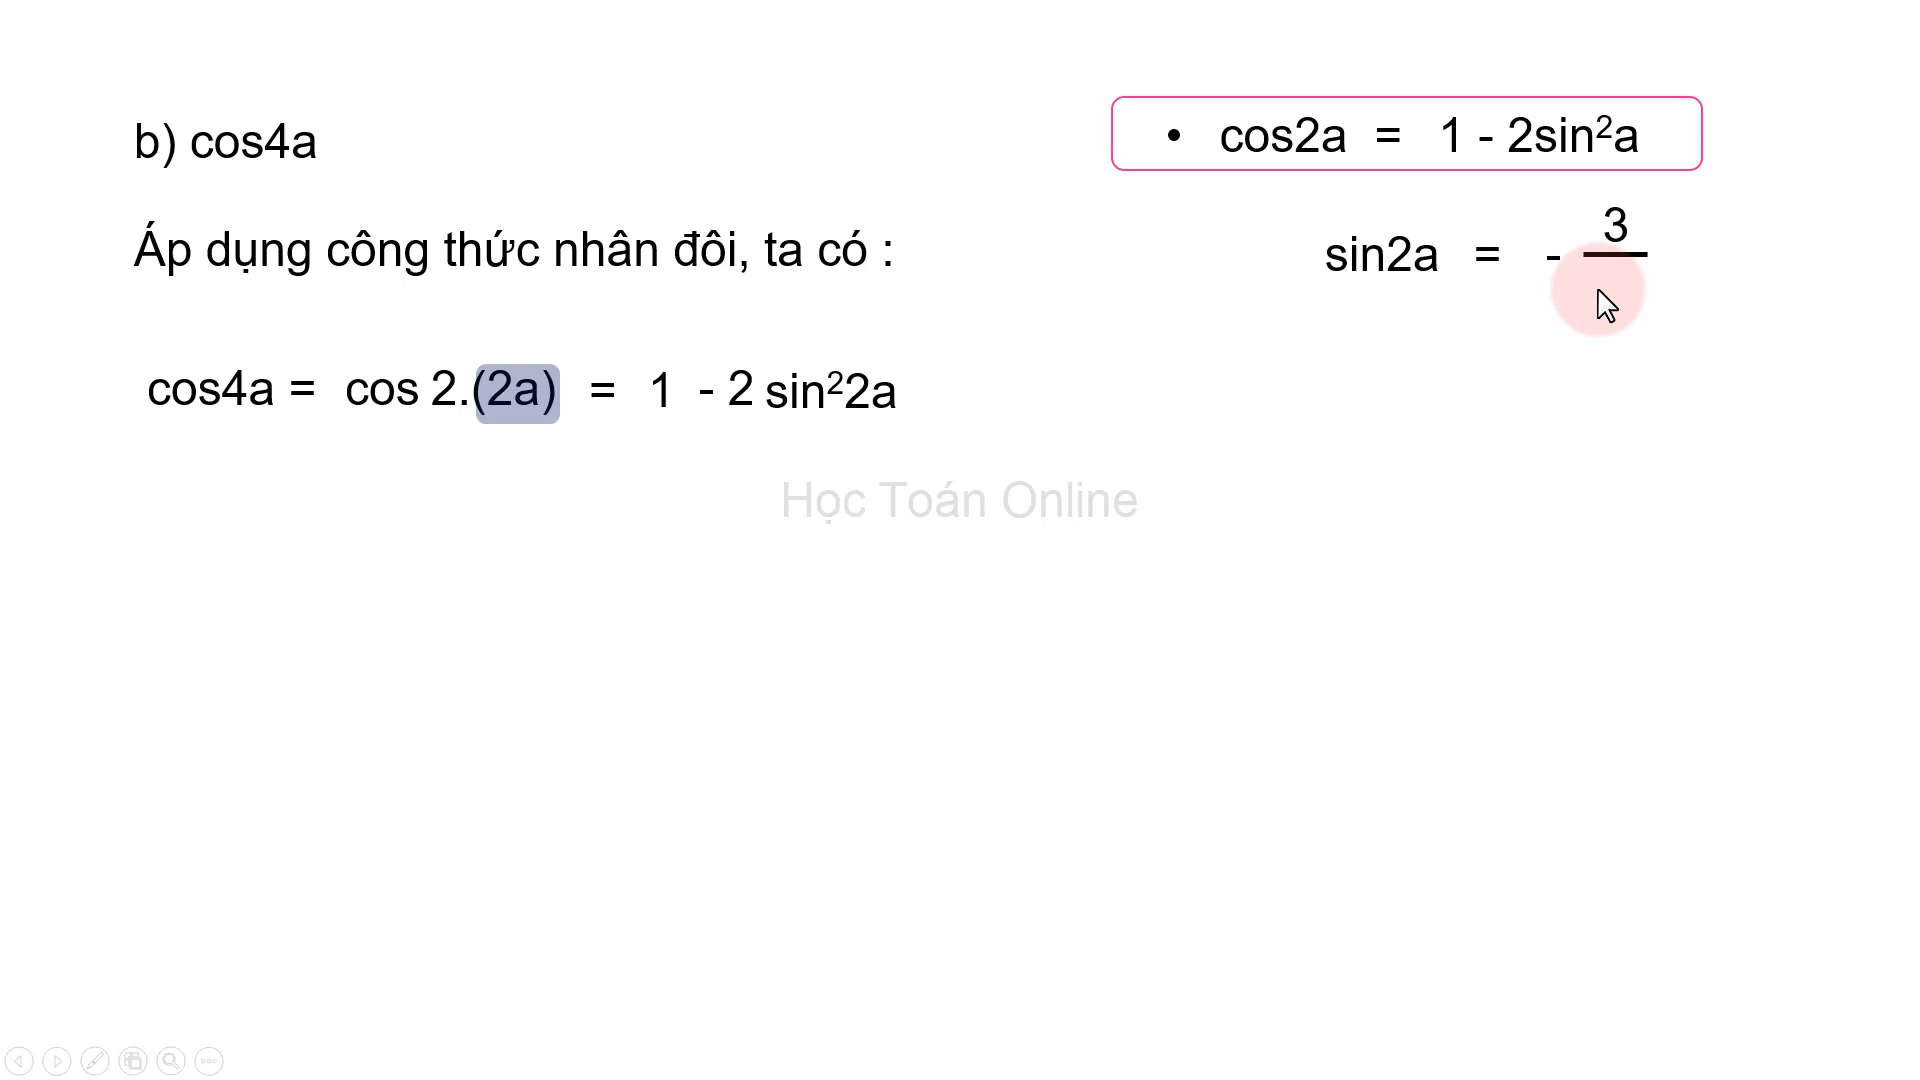 b) cos4a
• cos2a = 1 - 2sin²a
Áp dụng công thức nhân đôi, ta có :
sin2a = - 3
cos4a = cos 2.(2a) = 1 - 2 sin²2a
Học Toán Online